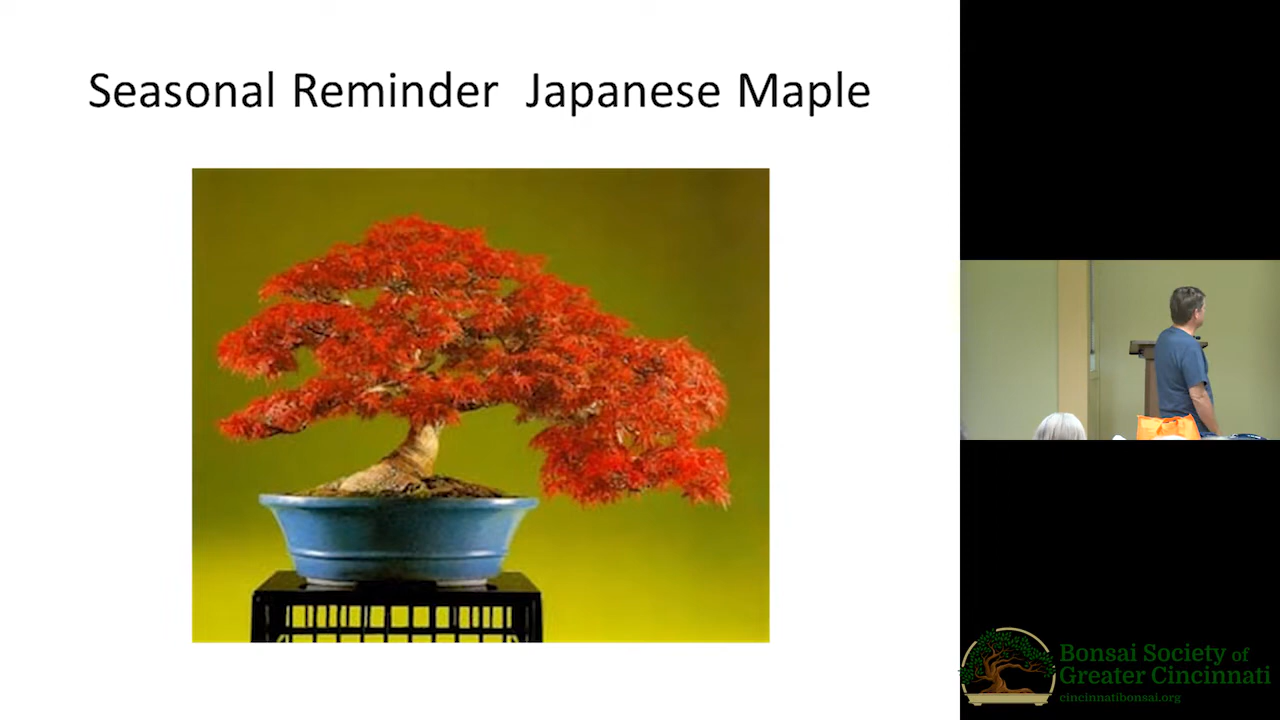 Seasonal Reminder  Japanese Maple
Bonsai Society of
Greater Cincinnati
cincinnatibonsai.org